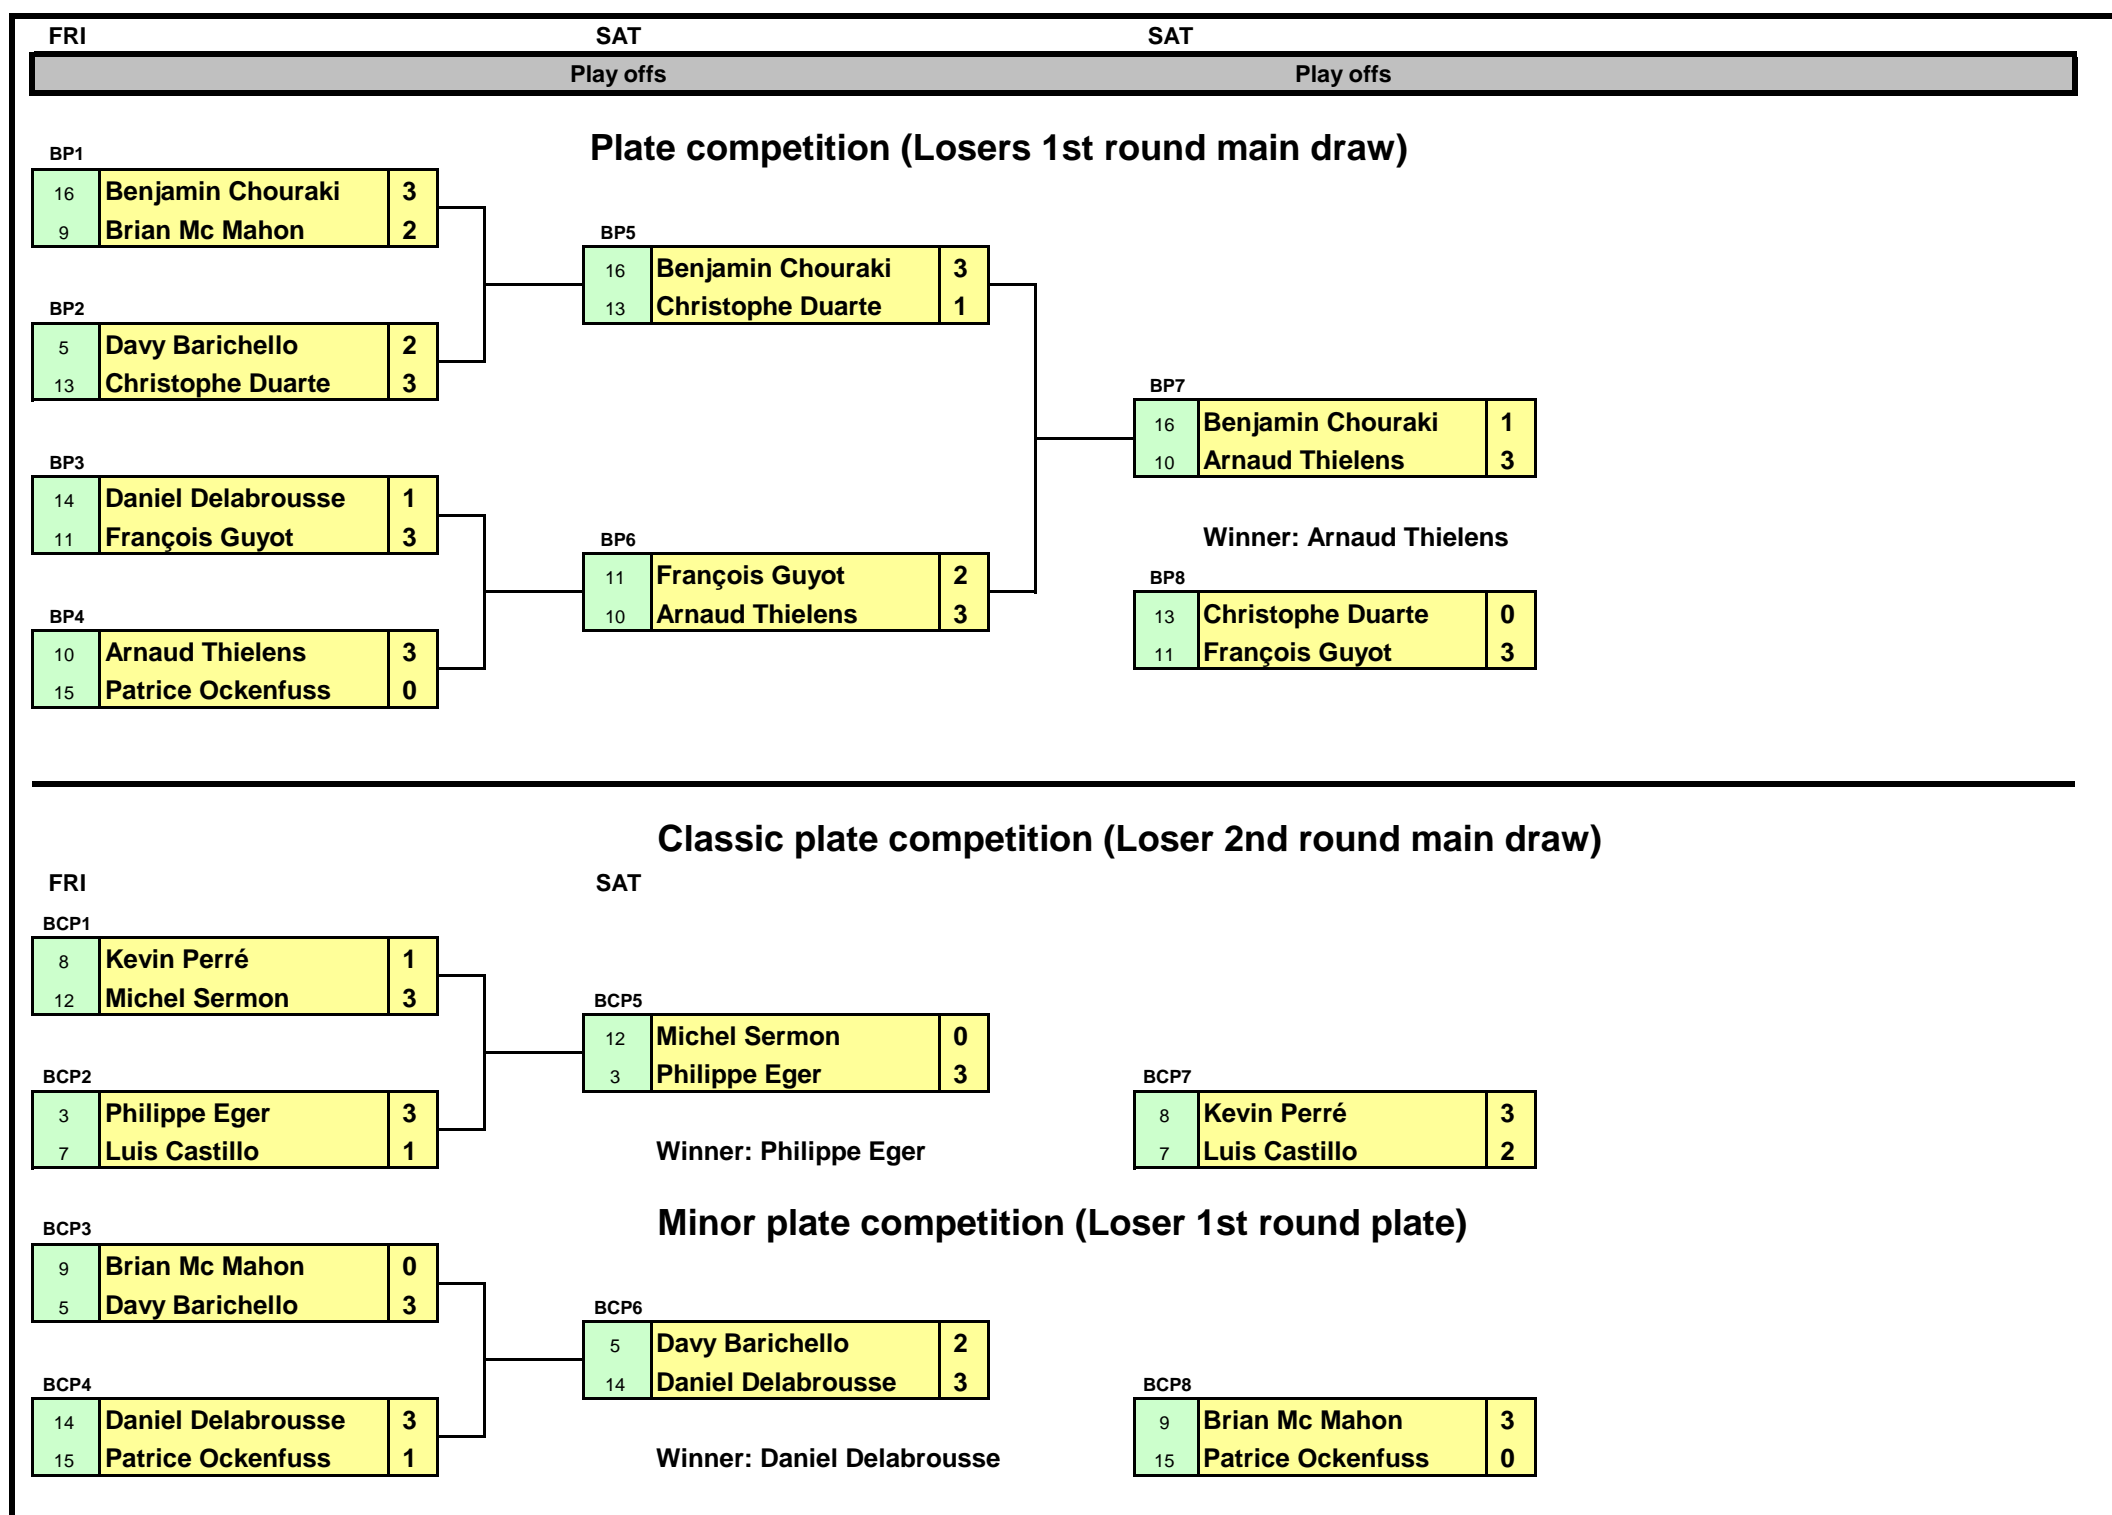 FRI SAT SAT
Play offs Play offs
Plate competition (Losers 1st round main draw)
BP1
16 Benjamin Chouraki 3
9 Brian Mc Mahon 2
BP5
16 Benjamin Chouraki 3
13 Christophe Duarte 1
BP2
5 Davy Barichello 2
13 Christophe Duarte 3
BP7
16 Benjamin Chouraki 1
10 Arnaud Thielens 3
BP3
14 Daniel Delabrousse 1
11 François Guyot 3
Winner: Arnaud Thielens
BP6
11 François Guyot 2
10 Arnaud Thielens 3
BP8
13 Christophe Duarte 0
11 François Guyot 3
BP4
10 Arnaud Thielens 3
15 Patrice Ockenfuss 0
Classic plate competition (Loser 2nd round main draw)
FRI SAT
BCP1
8 Kevin Perré 1
12 Michel Sermon 3
BCP5
12 Michel Sermon 0
3 Philippe Eger 3
BCP2
3 Philippe Eger 3
7 Luis Castillo 1
Winner: Philippe Eger
BCP7
8 Kevin Perré 3
7 Luis Castillo 2
Minor plate competition (Loser 1st round plate)
BCP3
9 Brian Mc Mahon 0
5 Davy Barichello 3
BCP6
5 Davy Barichello 2
14 Daniel Delabrousse 3
BCP4
14 Daniel Delabrousse 3
15 Patrice Ockenfuss 1
Winner: Daniel Delabrousse
BCP8
9 Brian Mc Mahon 3
15 Patrice Ockenfuss 0